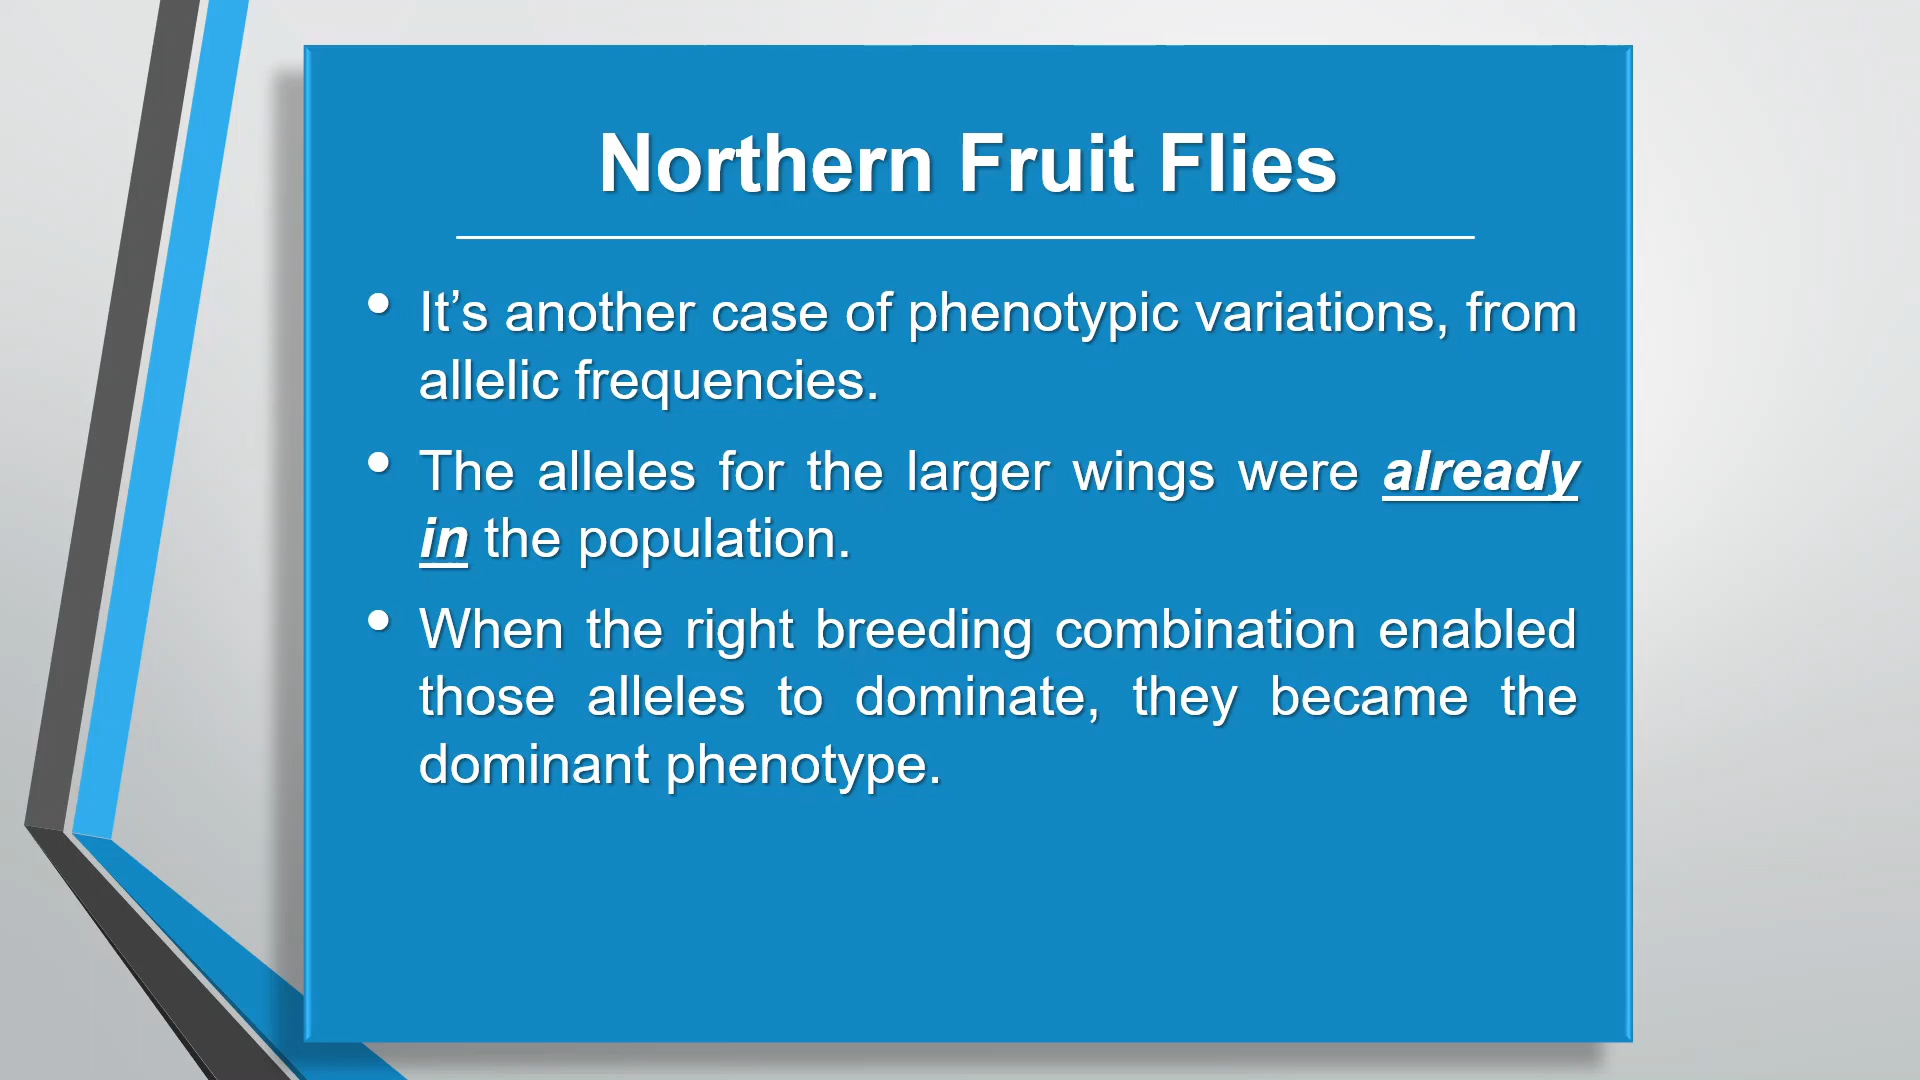 Northern Fruit Flies
• It’s another case of phenotypic variations, from
allelic frequencies.
• The alleles for the larger wings were already
in the population.
• When the right breeding combination enabled
those alleles to dominate, they became the
dominant phenotype.